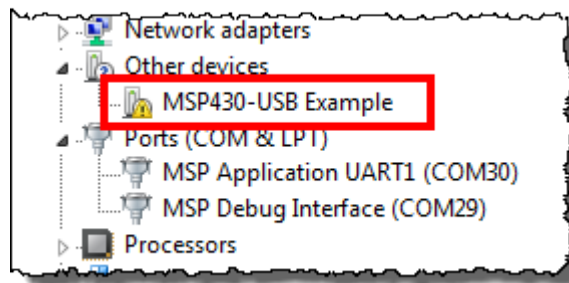 Network adapters
Other devices
MSP430-USB Example
Ports (COM & LPT)
MSP Application UART1 (COM30)
MSP Debug Interface (COM29)
Processors